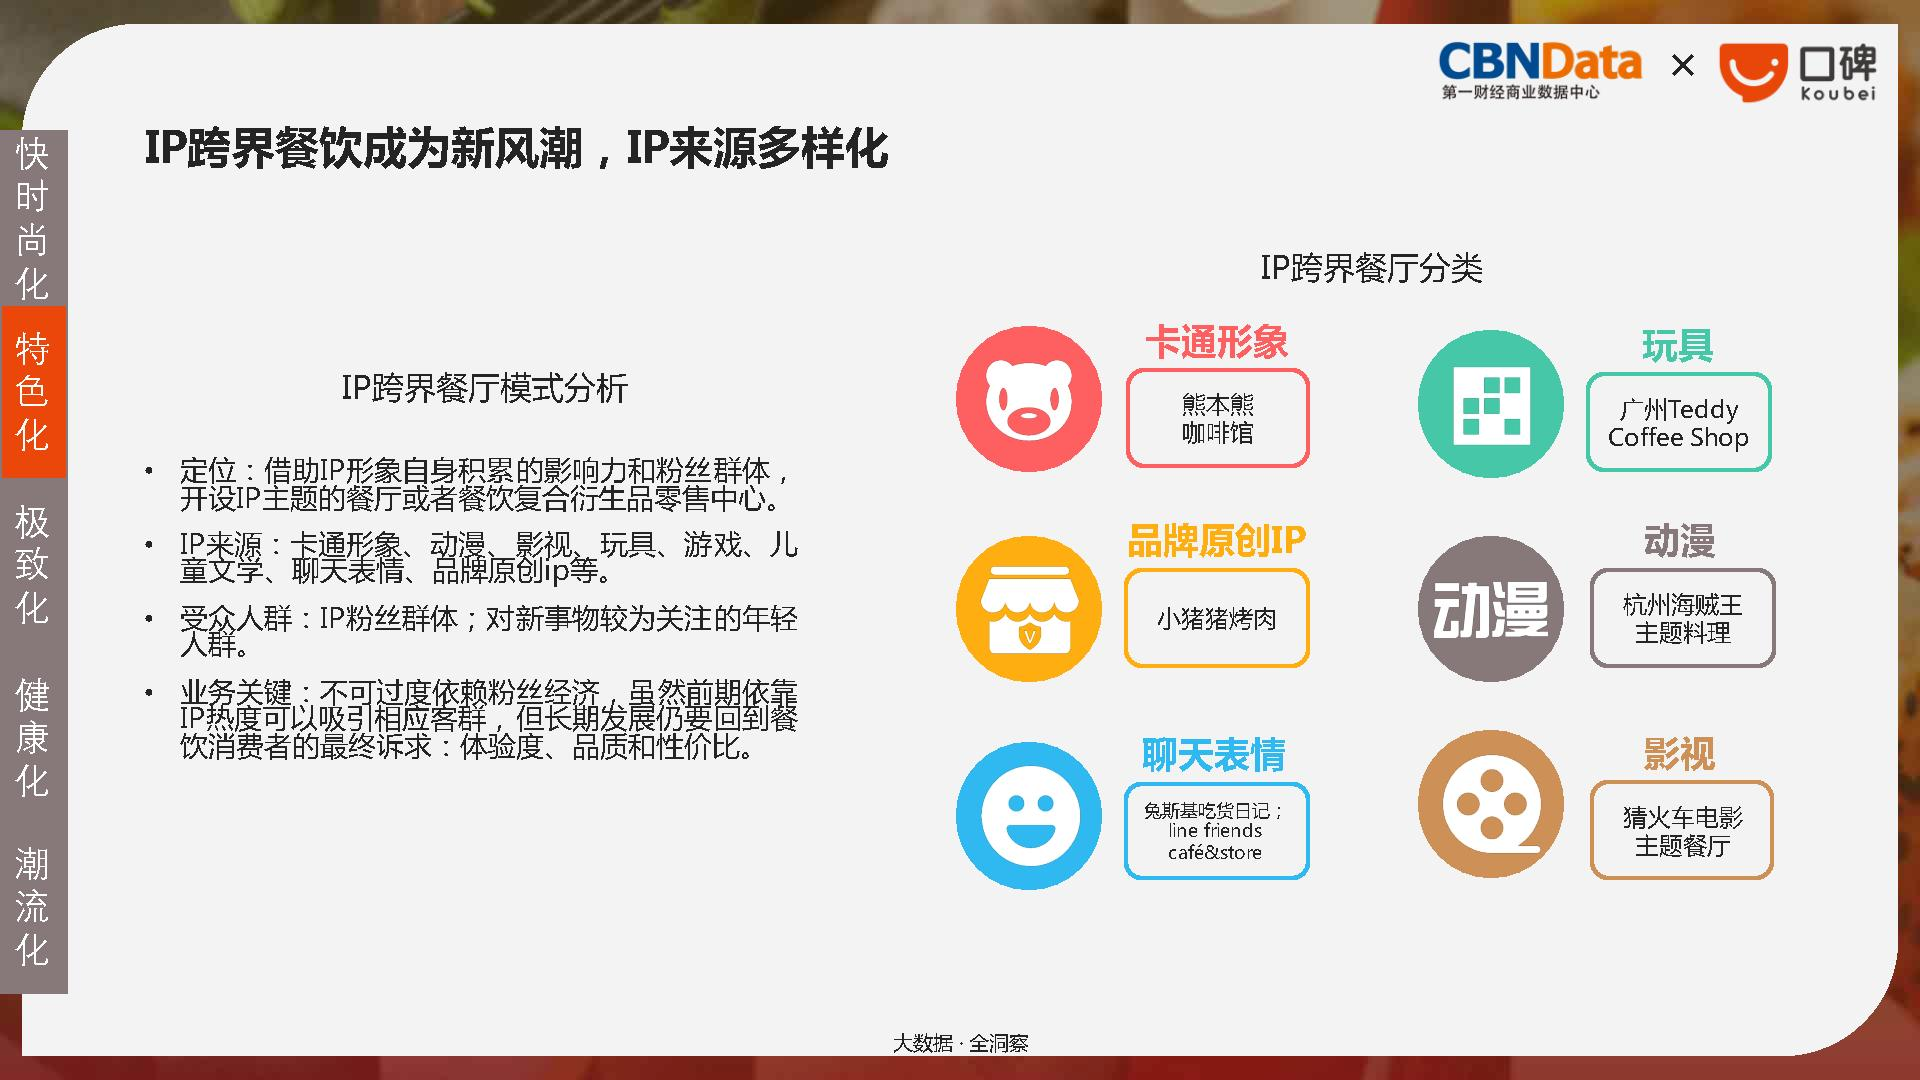 CBNData
第一财经商业数据中心
×
口碑
Koubei
IP跨界餐饮成为新风潮，IP来源多样化
快时尚化
特色化
极致化
健康化
潮流化
IP跨界餐厅模式分析
• 定位：借助IP形象自身积累的影响力和粉丝群体，
开设IP主题的餐厅或者餐饮复合衍生品零售中心。
• IP来源：卡通形象、动漫、影视、玩具、游戏、儿
童文学、聊天表情、品牌原创ip等。
• 受众人群：IP粉丝群体；对新事物较为关注的年轻
人群。
• 业务关键：不可过度依赖粉丝经济，虽然前期依靠
IP热度可以吸引相应客群，但长期发展仍要回到餐
饮消费者的最终诉求：体验度、品质和性价比。
IP跨界餐厅分类
卡通形象
熊本熊
咖啡馆
玩具
广州Teddy
Coffee Shop
品牌原创IP
V
小猪猪烤肉
动漫
动漫
杭州海贼王
主题料理
聊天表情
兔斯基吃货日记；
line friends
café&store
影视
猜火车电影
主题餐厅
大数据·全洞察